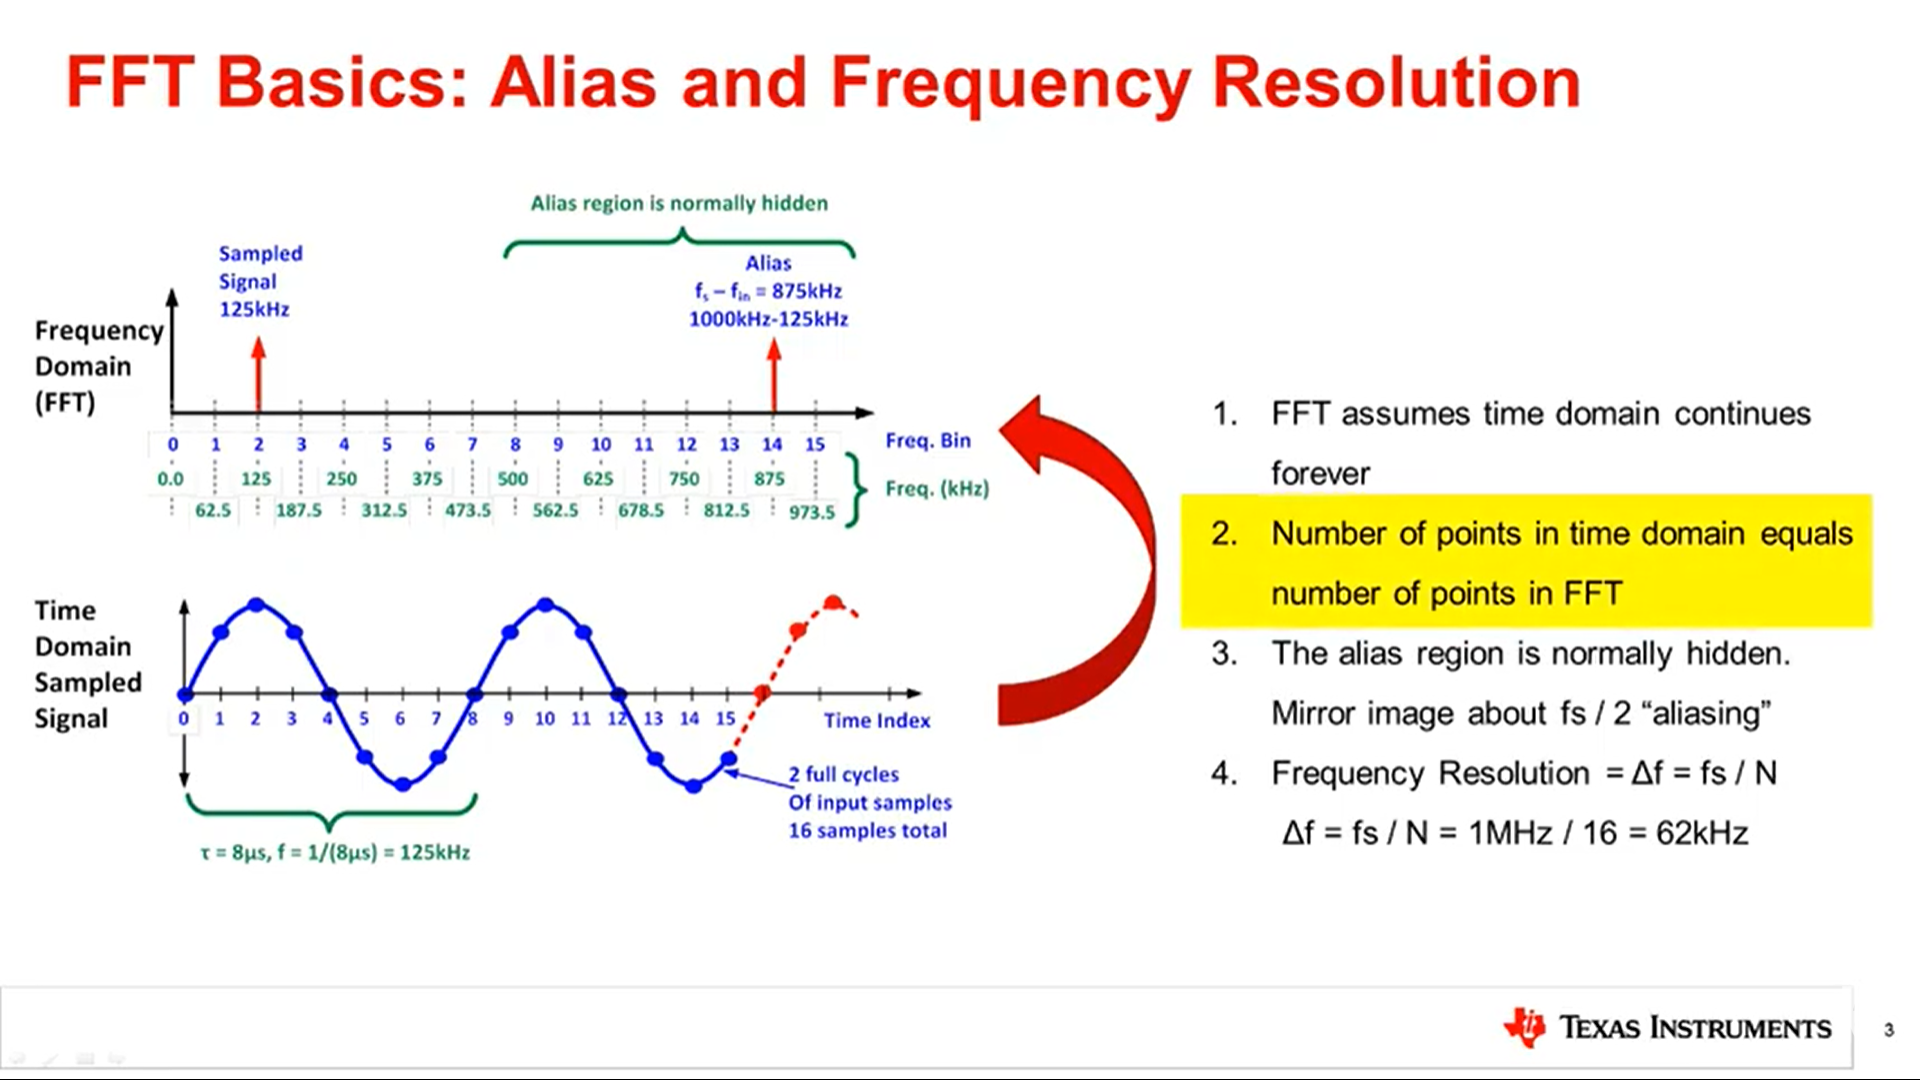 FFT Basics: Alias and Frequency Resolution
Alias region is normally hidden
Sampled
Signal
125kHz
Alias
fs – fin = 875kHz
1000kHz-125kHz
Frequency
Domain
(FFT)
0 1 2 3 4 5 6 7 8 9 10 11 12 13 14 15 Freq. Bin
0.0 125 250 375 500 625 750 875 Freq. (kHz)
62.5 187.5 312.5 473.5 562.5 678.5 812.5 973.5
Time
Domain
Sampled
Signal
0 1 2 3 4 5 6 7 8 9 10 11 12 13 14 15 Time Index
2 full cycles
Of input samples
16 samples total
τ = 8µs, f = 1/(8µs) = 125kHz
1. FFT assumes time domain continues
forever
2. Number of points in time domain equals
number of points in FFT
3. The alias region is normally hidden.
Mirror image about fs / 2 “aliasing”
4. Frequency Resolution = Δf = fs / N
Δf = fs / N = 1MHz / 16 = 62kHz
TEXAS INSTRUMENTS
3